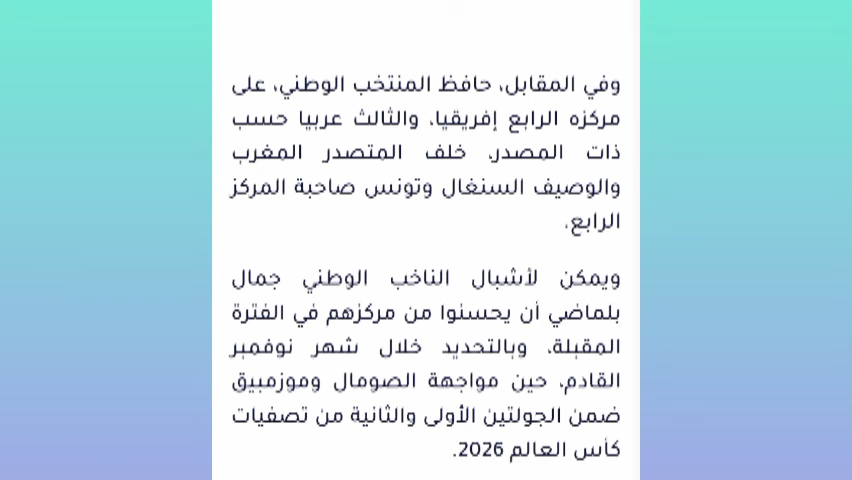 وفي المقابل، حافظ المنتخب الوطني، على
مركزه الرابع إفريقيا، والثالث عربيا حسب
ذات المصدر، خلف المتصدر المغرب
والوصيف السنغال وتونس صاحبة المركز
الرابع.
ويمكن لأشبال الناخب الوطني جمال
بلماضي أن يحسنوا من مركزهم في الفترة
المقبلة، وبالتحديد خلال شهر نوفمبر
القادم، حين مواجهة الصومال وموزمبيق
ضمن الجولتين الأولى والثانية من تصفيات
كأس العالم 2026.